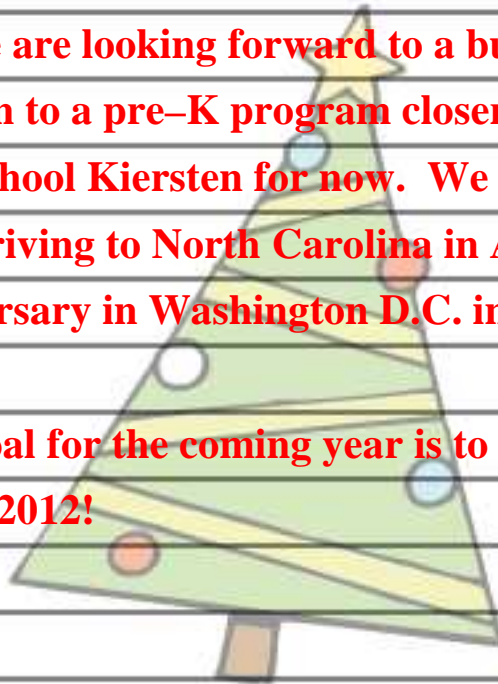 e are looking forward to a bu
n to a pre–K program closer
hool Kiersten for now.  We
riving to North Carolina in A
rsary in Washington D.C. in
oal for the coming year is to
2012!